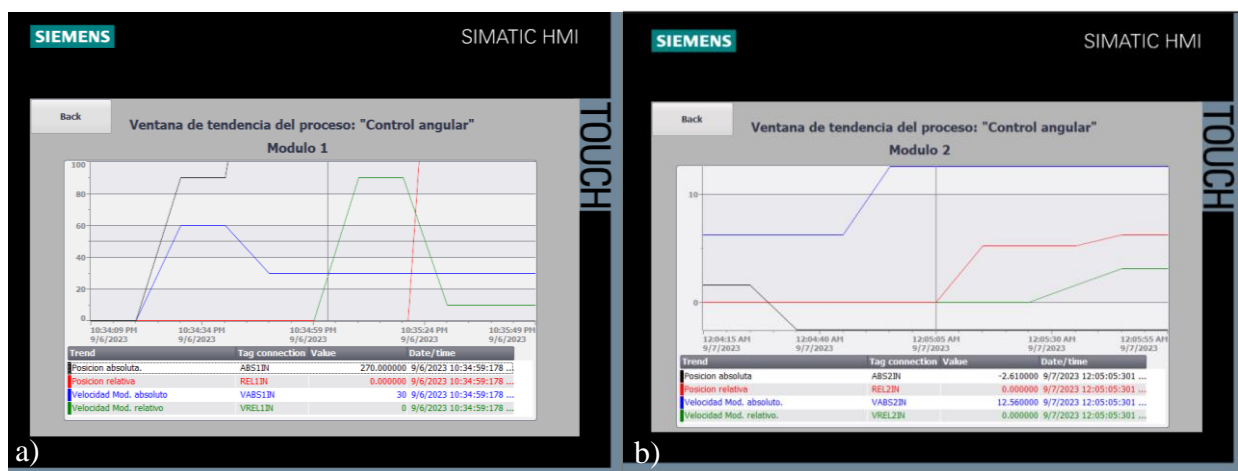 SIEMENS
SIMATIC HMI
TOUCH
Back
Ventana de tendencia del proceso: "Control angular"
Modulo 1
100
80
60
40
20
0
10:34:09 PM 10:34:34 PM 10:34:59 PM 10:35:24 PM 10:35:49 PM
9/6/2023 9/6/2023 9/6/2023 9/6/2023 9/6/2023
Trend Tag connection Value Date/time
Posicion absoluta. ABS1IN 270.000000 9/6/2023 10:34:59:178 ...
Posicion relativa REL1IN 0.000000 9/6/2023 10:34:59:178 ...
Velocidad Mod. absoluto VABS1IN 30 9/6/2023 10:34:59:178 ...
Velocidad Mod. relativo VREL1IN 0 9/6/2023 10:34:59:178 ...
a)
SIEMENS
SIMATIC HMI
TOUCH
Back
Ventana de tendencia del proceso: "Control angular"
Modulo 2
10
0
12:04:15 AM 12:04:40 AM 12:05:05 AM 12:05:30 AM 12:05:55 AM
9/7/2023 9/7/2023 9/7/2023 9/7/2023 9/7/2023
Trend Tag connection Value Date/time
Posicion absoluta ABS2IN -2.610000 9/7/2023 12:05:05:301 ...
Posicion relativa REL2IN 0.000000 9/7/2023 12:05:05:301 ...
Velocidad Mod. absoluto. VABS2IN 12.560000 9/7/2023 12:05:05:301 ...
Velocidad Mod. relativo. VREL2IN 0.000000 9/7/2023 12:05:05:301 ...
b)